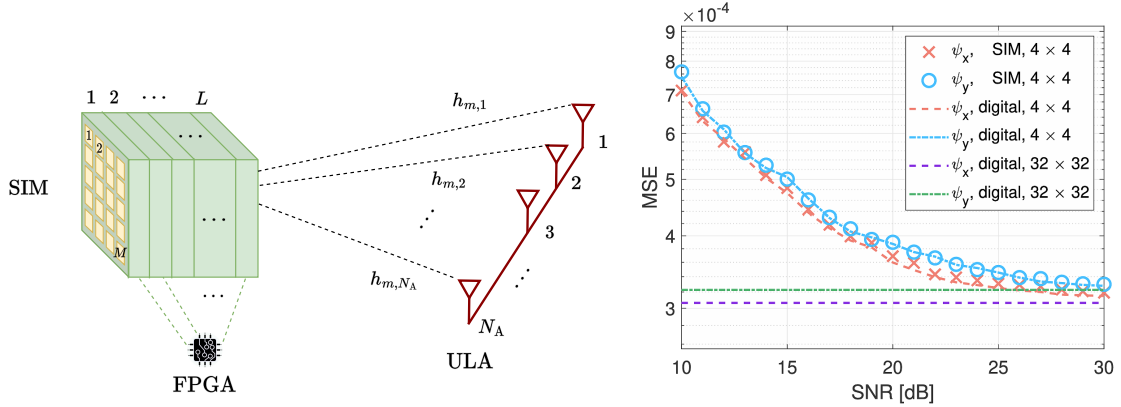 1 2 ⋯ L
1
2
M
⋯
⋯
⋯
SIM
FPGA
h_{m,1}
h_{m,2}
h_{m,N_A}
1
2
3
N_A
ULA
×10^{-4}
9
8
7
6
5
4
3
MSE
10 15 20 25 30
SNR [dB]
ψ_x, SIM, 4 × 4
ψ_y, SIM, 4 × 4
ψ_x, digital, 4 × 4
ψ_y, digital, 4 × 4
ψ_x, digital, 32 × 32
ψ_y, digital, 32 × 32